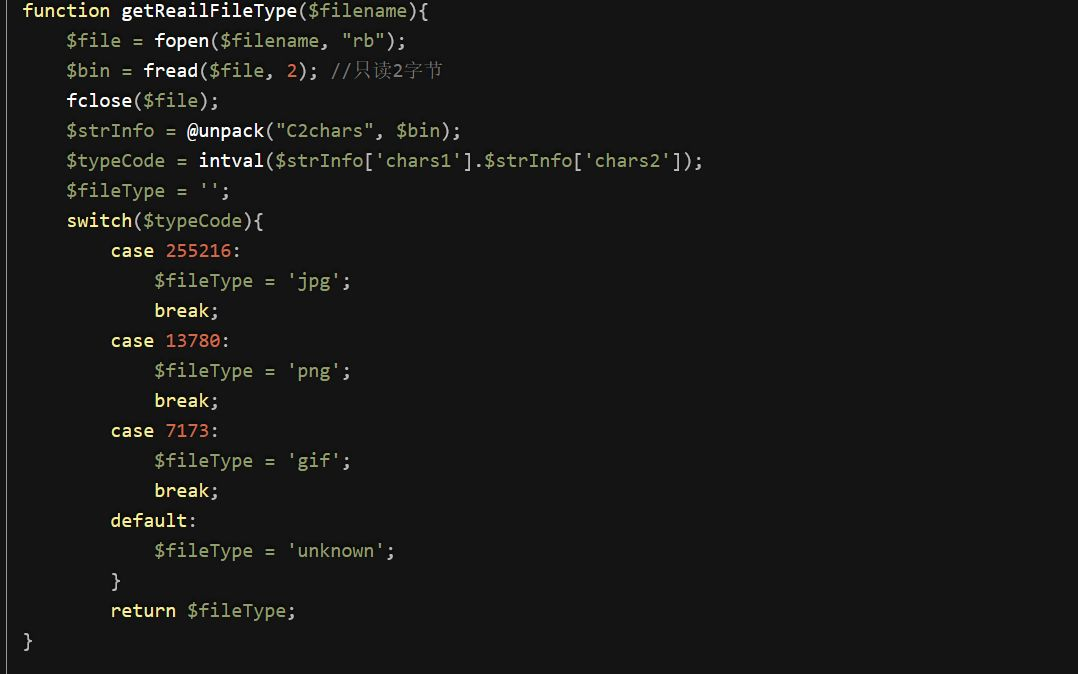 function getReailFileType($filename){
    $file = fopen($filename, "rb");
    $bin = fread($file, 2); //只读2字节
    fclose($file);
    $strInfo = @unpack("C2chars", $bin);
    $typeCode = intval($strInfo['chars1'].$strInfo['chars2']);
    $fileType = '';
    switch($typeCode){
        case 255216:
            $fileType = 'jpg';
            break;
        case 13780:
            $fileType = 'png';
            break;
        case 7173:
            $fileType = 'gif';
            break;
        default:
            $fileType = 'unknown';
        }
        return $fileType;
}